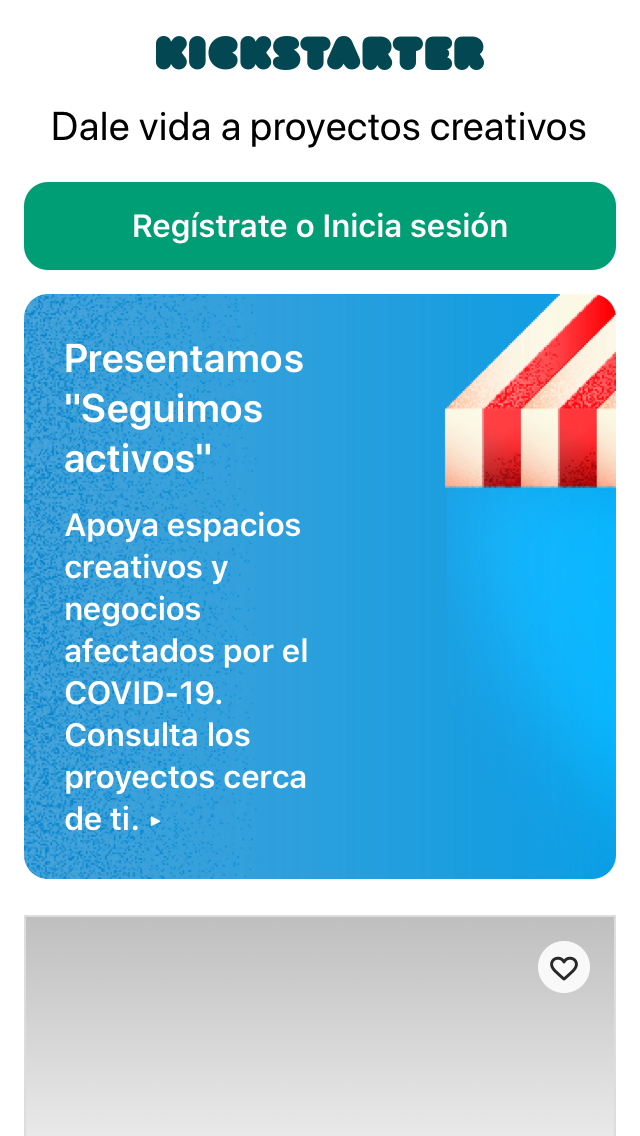 KICKSTARTER
Dale vida a proyectos creativos
Regístrate o Inicia sesión
Presentamos
"Seguimos
activos"
Apoya espacios
creativos y
negocios
afectados por el
COVID-19.
Consulta los
proyectos cerca
de ti. ▸